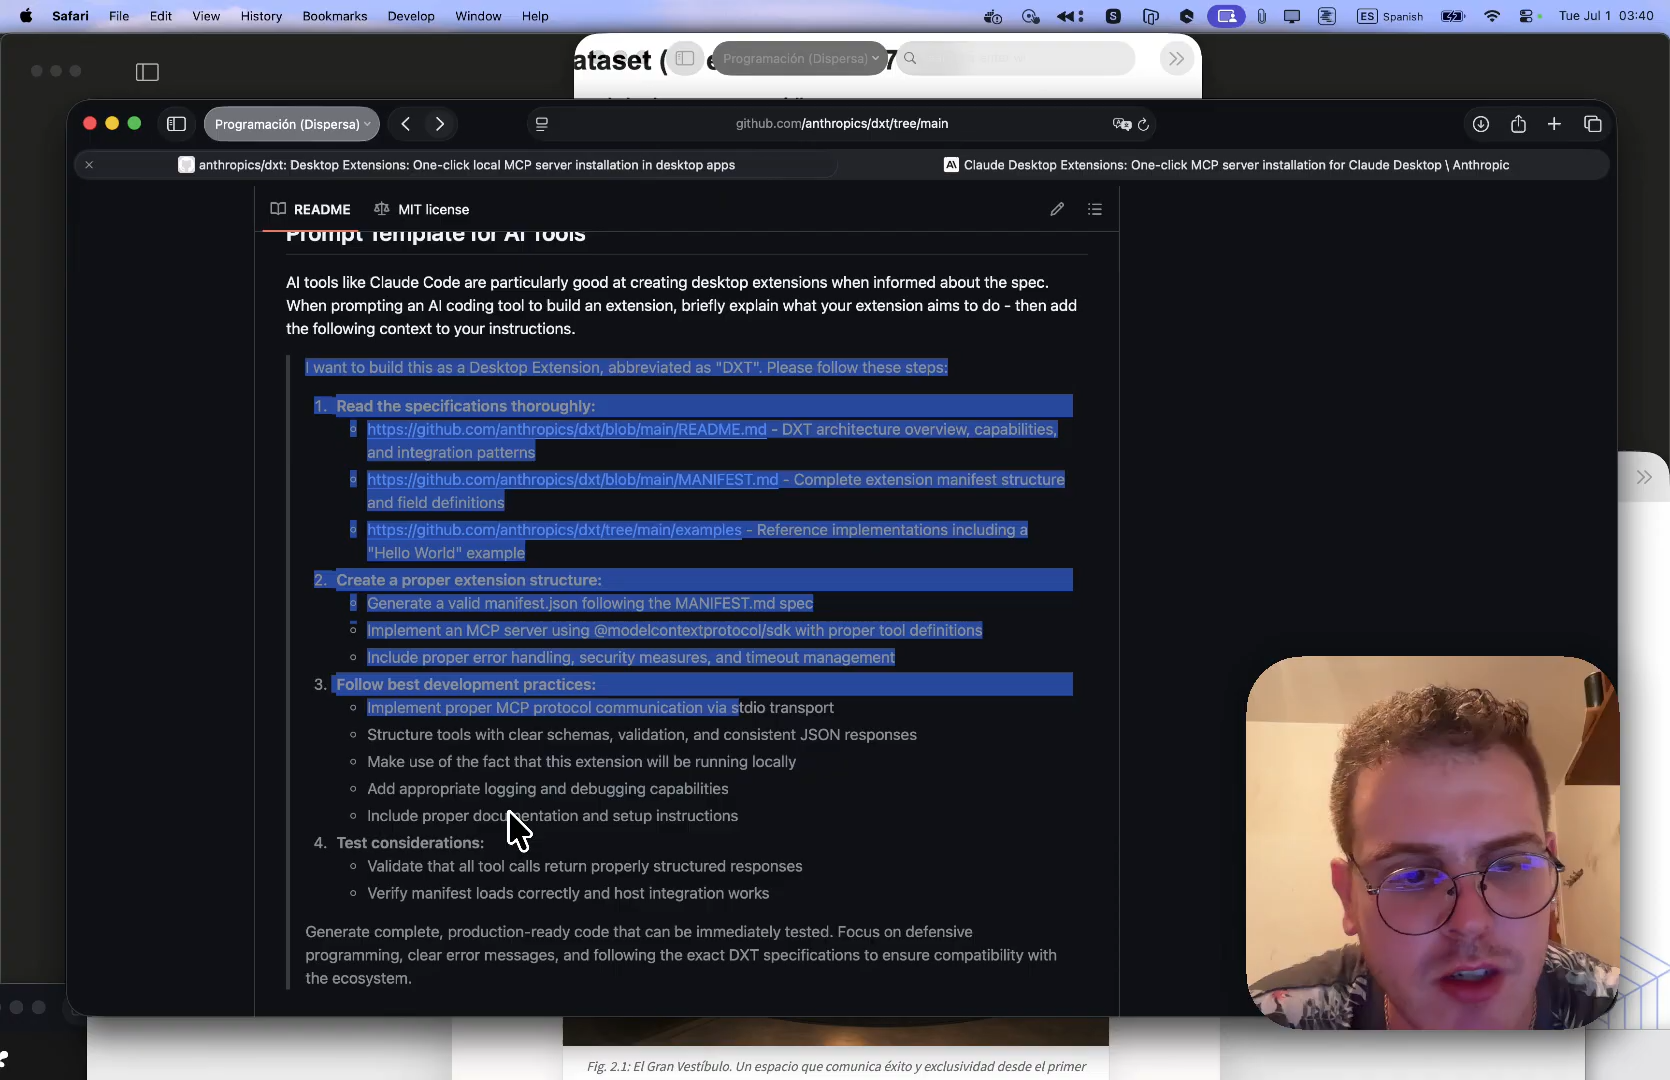 Safari File Edit View History Bookmarks Develop Window Help
S
ES Spanish
Tue Jul 1 03:40
ataset (
Programación (Dispersa)
7
Programación (Dispersa)
github.com/anthropics/dxt/tree/main
anthropics/dxt: Desktop Extensions: One-click local MCP server installation in desktop apps
Claude Desktop Extensions: One-click MCP server installation for Claude Desktop \ Anthropic
README
MIT license
Prompt Template for AI Tools
AI tools like Claude Code are particularly good at creating desktop extensions when informed about the spec.
When prompting an AI coding tool to build an extension, briefly explain what your extension aims to do - then add
the following context to your instructions.
I want to build this as a Desktop Extension, abbreviated as "DXT". Please follow these steps:
1. Read the specifications thoroughly:
https://github.com/anthropics/dxt/blob/main/README.md - DXT architecture overview, capabilities,
and integration patterns
https://github.com/anthropics/dxt/blob/main/MANIFEST.md - Complete extension manifest structure
and field definitions
https://github.com/anthropics/dxt/tree/main/examples - Reference implementations including a
"Hello World" example
2. Create a proper extension structure:
Generate a valid manifest.json following the MANIFEST.md spec
Implement an MCP server using @modelcontextprotocol/sdk with proper tool definitions
Include proper error handling, security measures, and timeout management
3. Follow best development practices:
Implement proper MCP protocol communication via stdio transport
Structure tools with clear schemas, validation, and consistent JSON responses
Make use of the fact that this extension will be running locally
Add appropriate logging and debugging capabilities
Include proper documentation and setup instructions
4. Test considerations:
Validate that all tool calls return properly structured responses
Verify manifest loads correctly and host integration works
Generate complete, production-ready code that can be immediately tested. Focus on defensive
programming, clear error messages, and following the exact DXT specifications to ensure compatibility with
the ecosystem.
Fig. 2.1: El Gran Vestíbulo. Un espacio que comunica éxito y exclusividad desde el primer